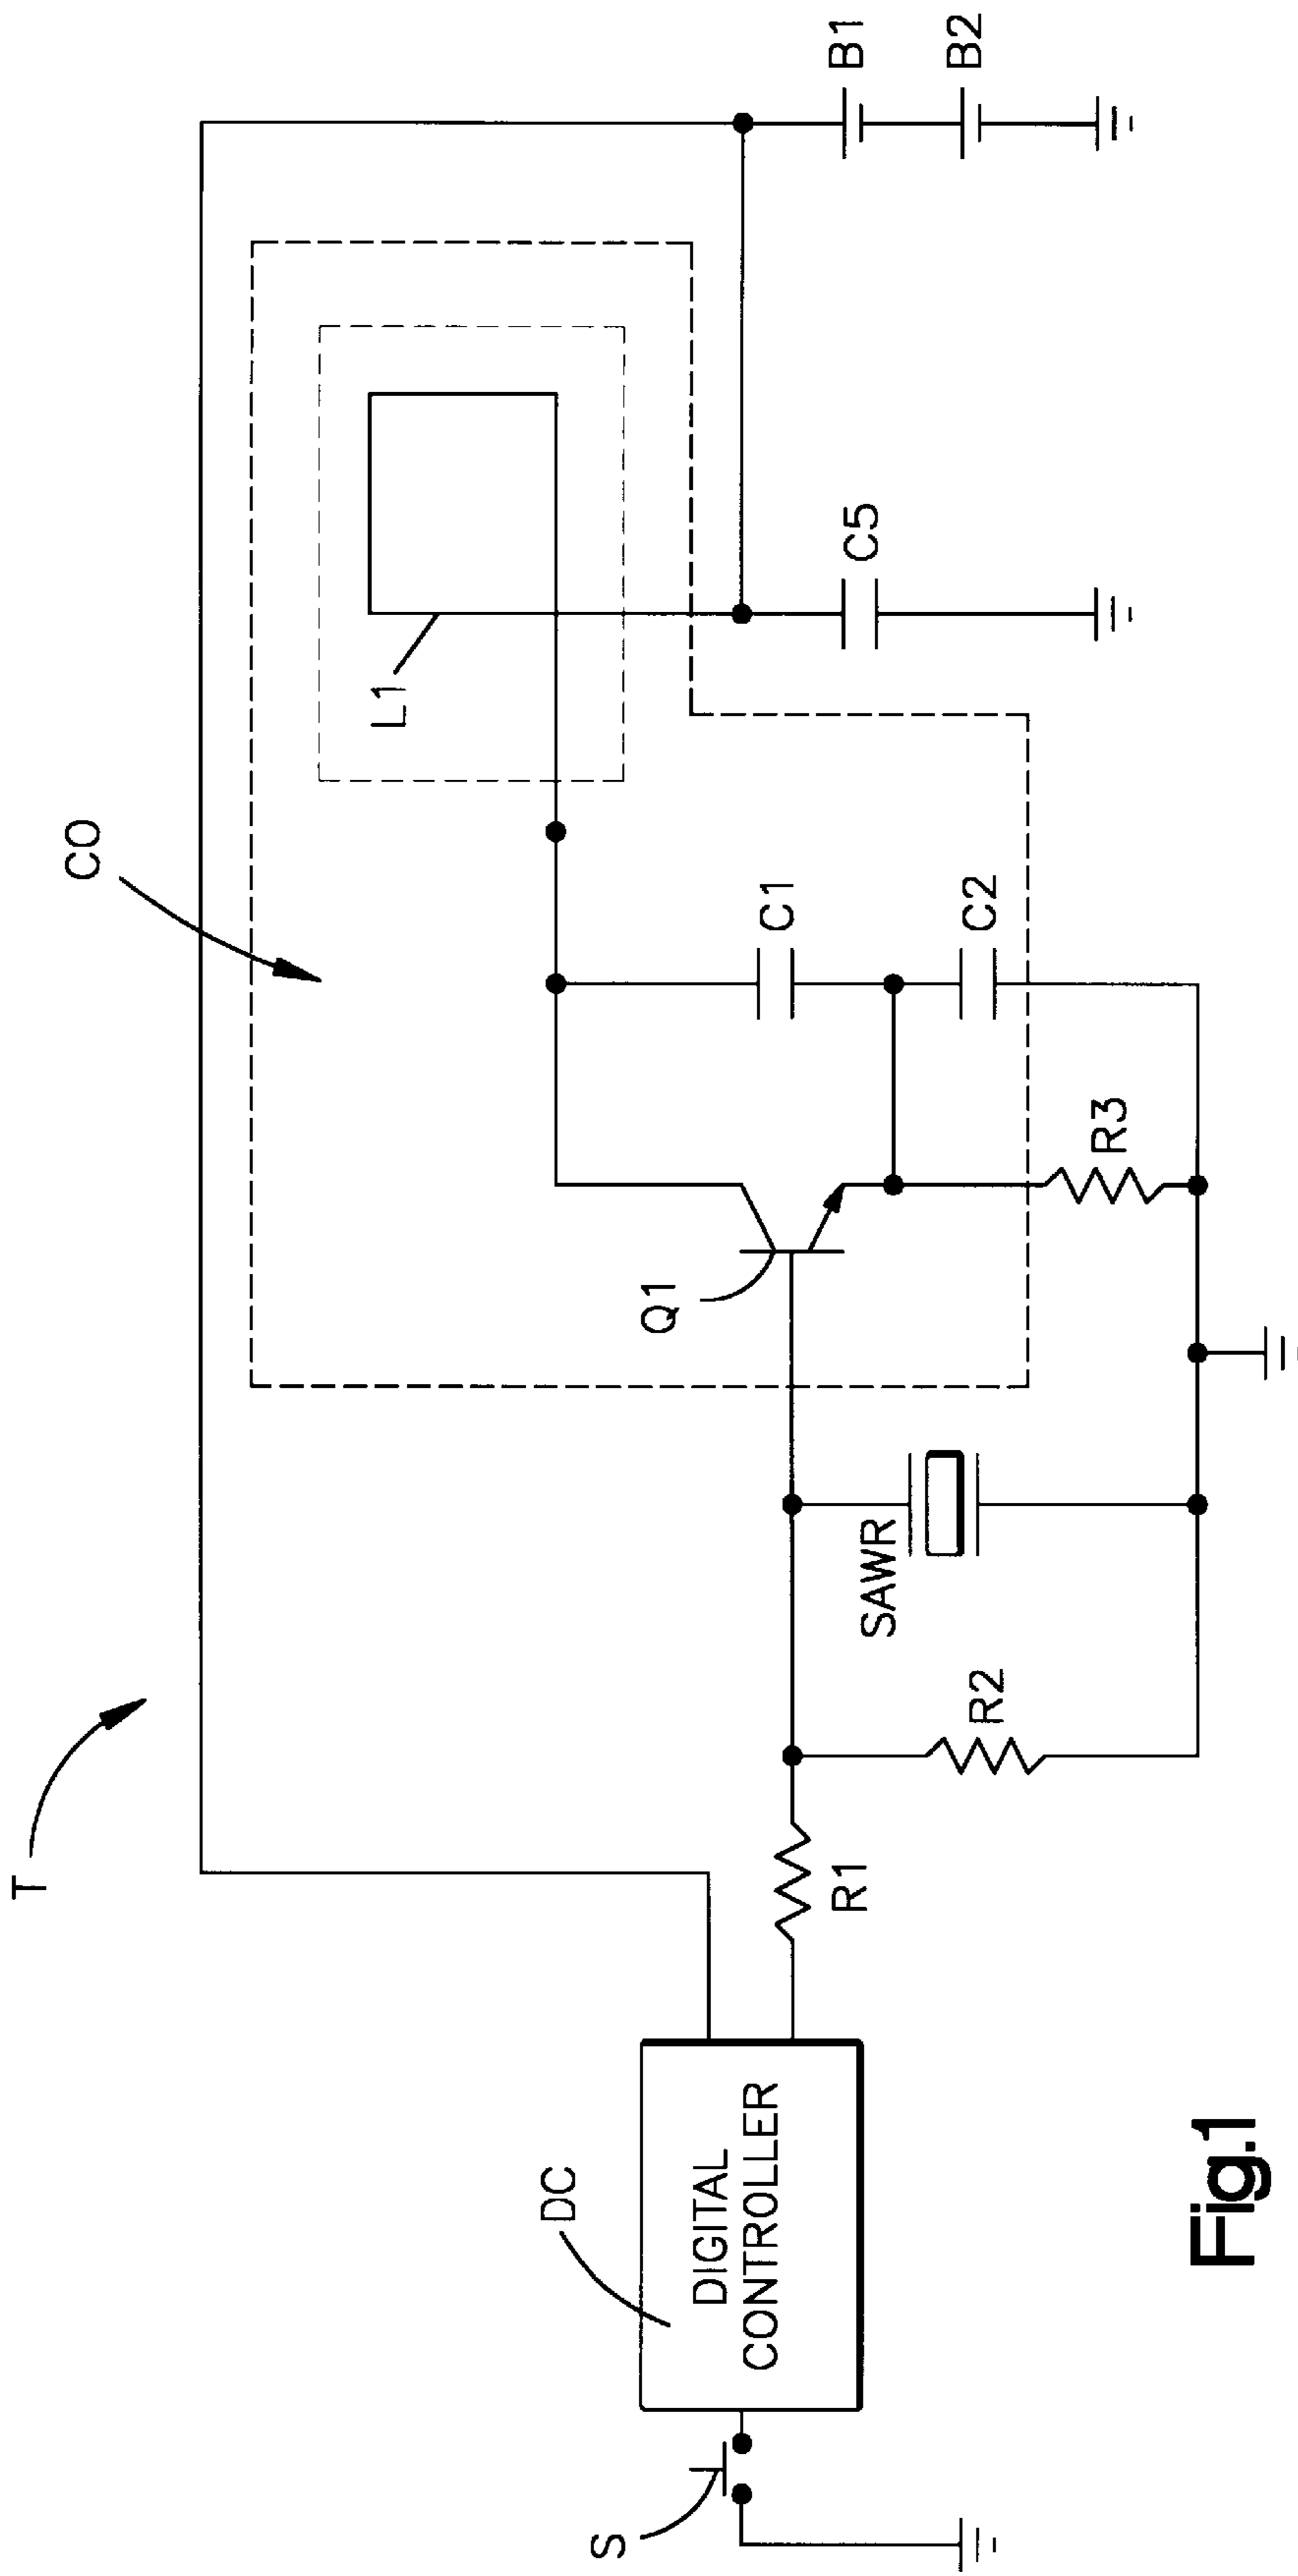 T
CO
L1
B1
B2
C5
C1
C2
Q1
R3
SAWR
R2
R1
DC
DIGITAL
CONTROLLER
S
Fig.1